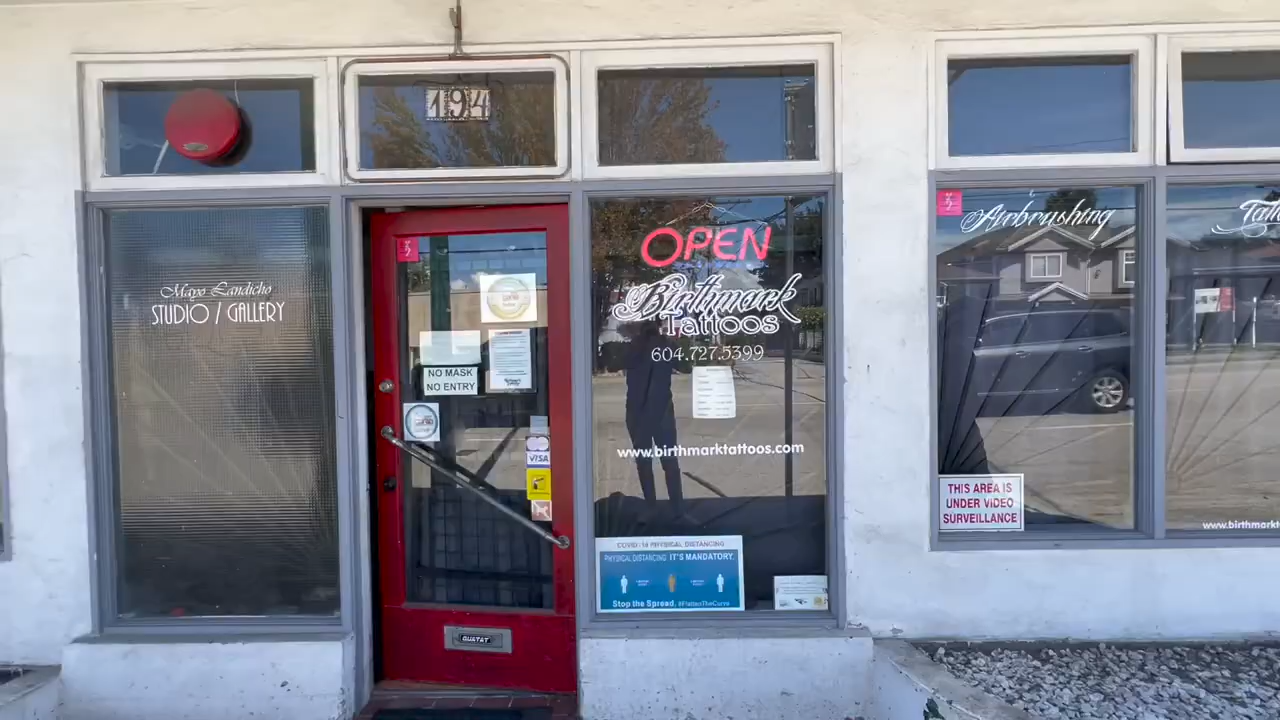 194
Mayo Landicho
STUDIO / GALLERY
NO MASK
NO ENTRY
VISA
OPEN
Birthmark
Tattoos
604.727.5399
www.birthmarktattoos.com
COVID-19 PHYSICAL DISTANCING
PHYSICAL DISTANCING IT'S MANDATORY.
Stop the Spread. #FlattenTheCurve
Airbrushing
THIS AREA IS
UNDER VIDEO
SURVEILLANCE
www.birthmarkt